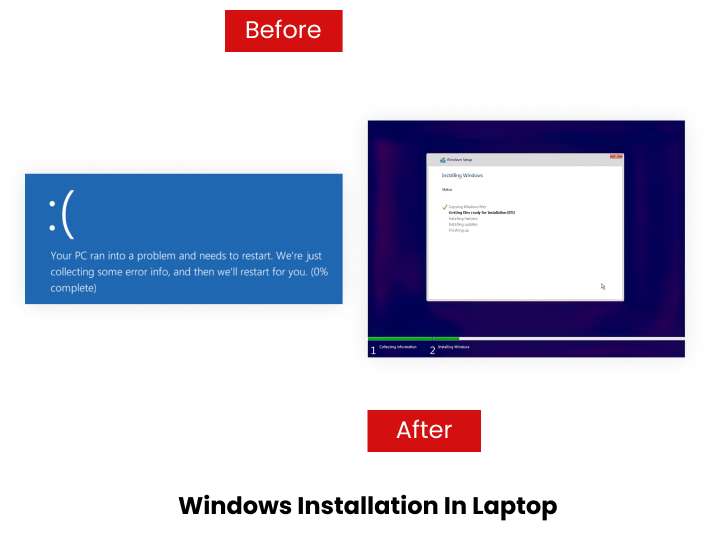 Before
:(
Your PC ran into a problem and needs to restart. We're just
collecting some error info, and then we'll restart for you. (0%
complete)
Windows Setup
Installing Windows
Status
Copying Windows files
Getting files ready for installation (0%)
Installing features
Installing updates
Finishing up
1 Collecting information
2 Installing Windows
After
Windows Installation In Laptop